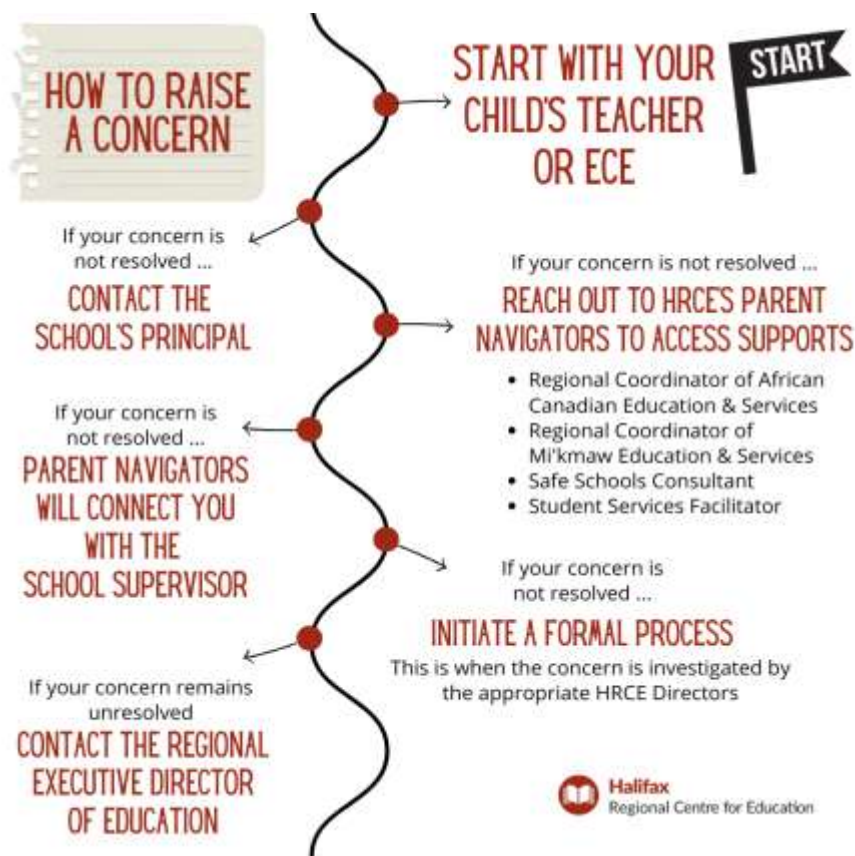 HOW TO RAISE
A CONCERN
START WITH YOUR
CHILD'S TEACHER
OR ECE
START
If your concern is
not resolved ...
CONTACT THE
SCHOOL'S PRINCIPAL
If your concern is not resolved ...
REACH OUT TO HRCE'S PARENT
NAVIGATORS TO ACCESS SUPPORTS
• Regional Coordinator of African
Canadian Education & Services
• Regional Coordinator of
Mi'kmaw Education & Services
• Safe Schools Consultant
• Student Services Facilitator
If your concern is
not resolved ...
PARENT NAVIGATORS
WILL CONNECT YOU
WITH THE
SCHOOL SUPERVISOR
If your concern is
not resolved ...
INITIATE A FORMAL PROCESS
This is when the concern is investigated by
the appropriate HRCE Directors
If your concern remains
unresolved
CONTACT THE REGIONAL
EXECUTIVE DIRECTOR
OF EDUCATION
Halifax
Regional Centre for Education